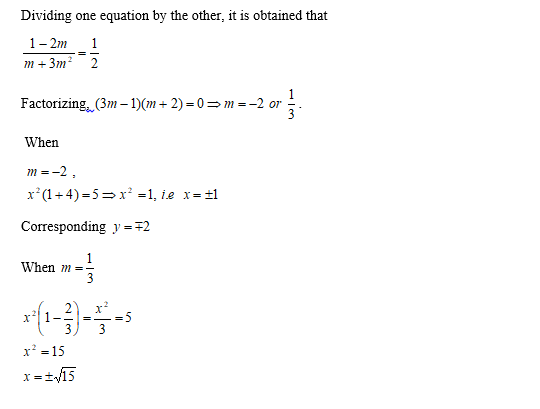 Dividing one equation by the other, it is obtained that
(1 − 2m)/(m + 3m²) = 1/2
Factorizing, (3m − 1)(m + 2) = 0 ⇒ m = −2 or 1/3.
When
m = −2 ,
x²(1 + 4) = 5 ⇒ x² = 1, i.e x = ±1
Corresponding y = ∓2
When m = 1/3
x²(1 − 2/3) = x²/3 = 5
x² = 15
x = ±√15